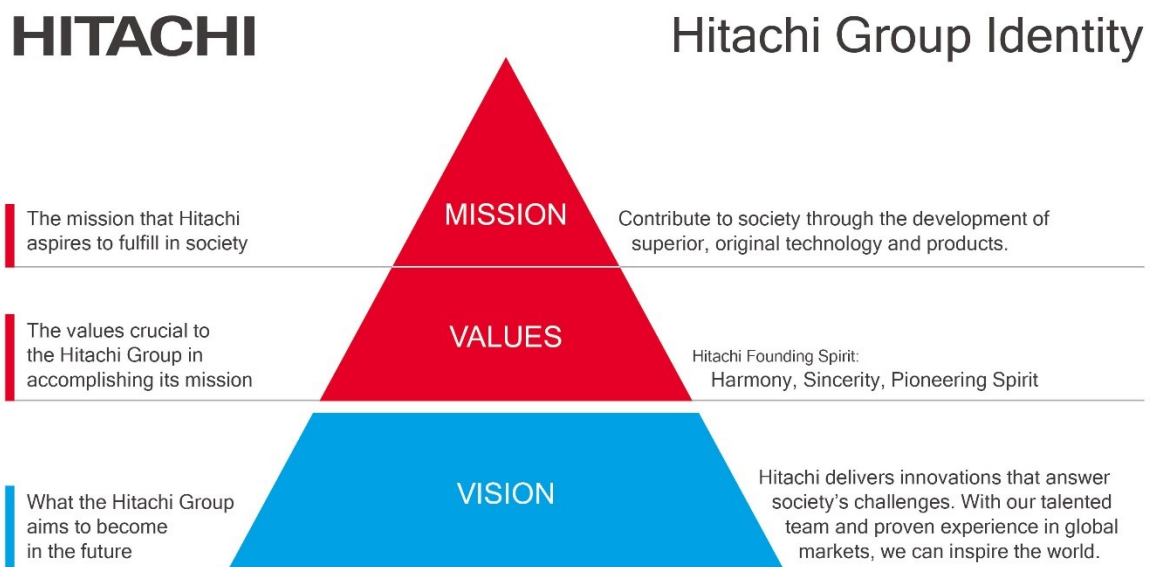 HITACHI
Hitachi Group Identity
The mission that Hitachi
aspires to fulfill in society
MISSION
Contribute to society through the development of
superior, original technology and products.
The values crucial to
the Hitachi Group in
accomplishing its mission
VALUES
Hitachi Founding Spirit:
Harmony, Sincerity, Pioneering Spirit
What the Hitachi Group
aims to become
in the future
VISION
Hitachi delivers innovations that answer
society’s challenges. With our talented
team and proven experience in global
markets, we can inspire the world.